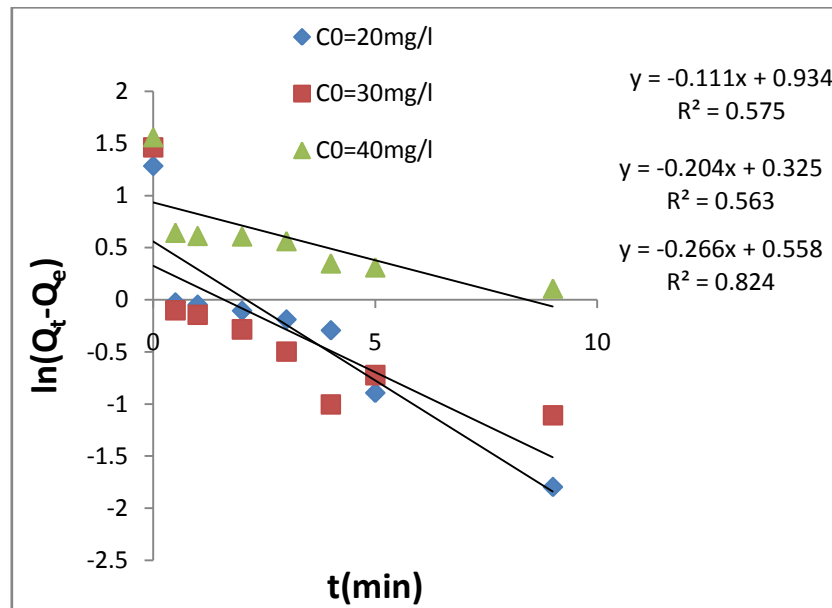 C0=20mg/l
C0=30mg/l
C0=40mg/l
y = -0.111x + 0.934
R² = 0.575
y = -0.204x + 0.325
R² = 0.563
y = -0.266x + 0.558
R² = 0.824
2
1.5
1
0.5
0
-0.5
-1
-1.5
-2
-2.5
0
5
10
ln(Qt-Qe)
t(min)